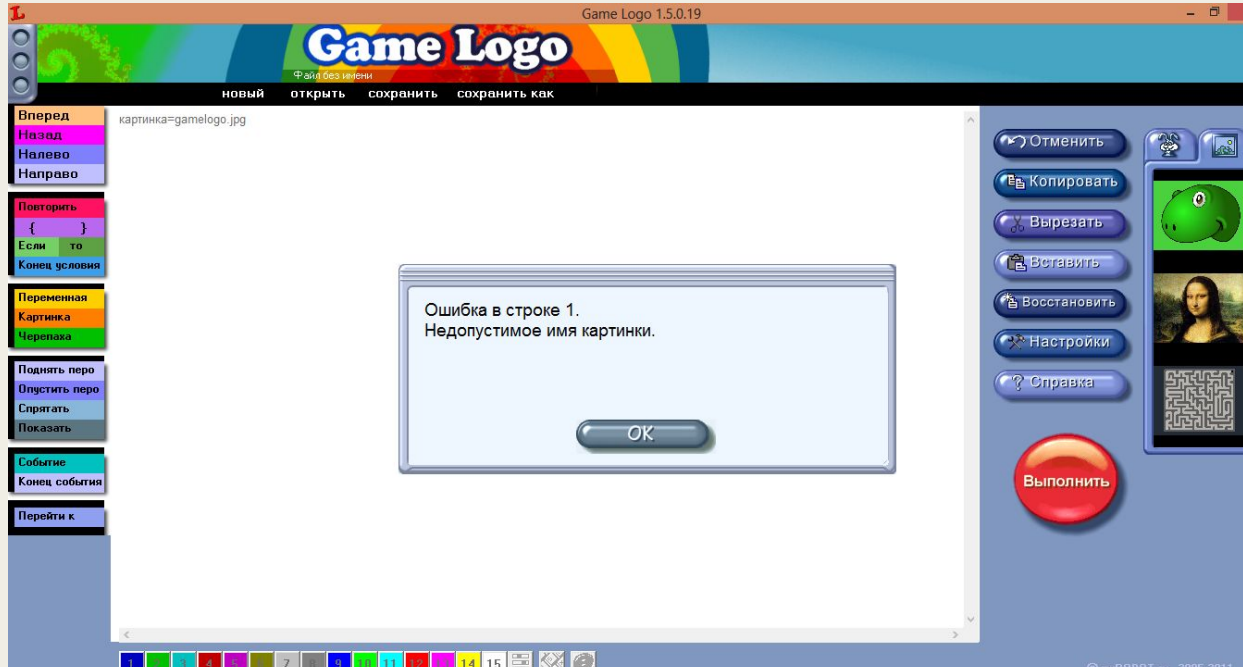 Game Logo 1.5.0.19
Game Logo
Файл без имени
новый открыть сохранить сохранить как
Вперед
Назад
Налево
Направо
Повторить
{ }
Если то
Конец условия
Переменная
Картинка
Черепаха
Поднять перо
Опустить перо
Спрятать
Показать
Событие
Конец события
Перейти к
картинка=gamelogo.jpg
Ошибка в строке 1.
Недопустимое имя картинки.
OK
Отменить
Копировать
Вырезать
Вставить
Восстановить
Настройки
Справка
Выполнить
1 2 3 4 5 6 7 8 9 10 11 12 13 14 15
2005-2011